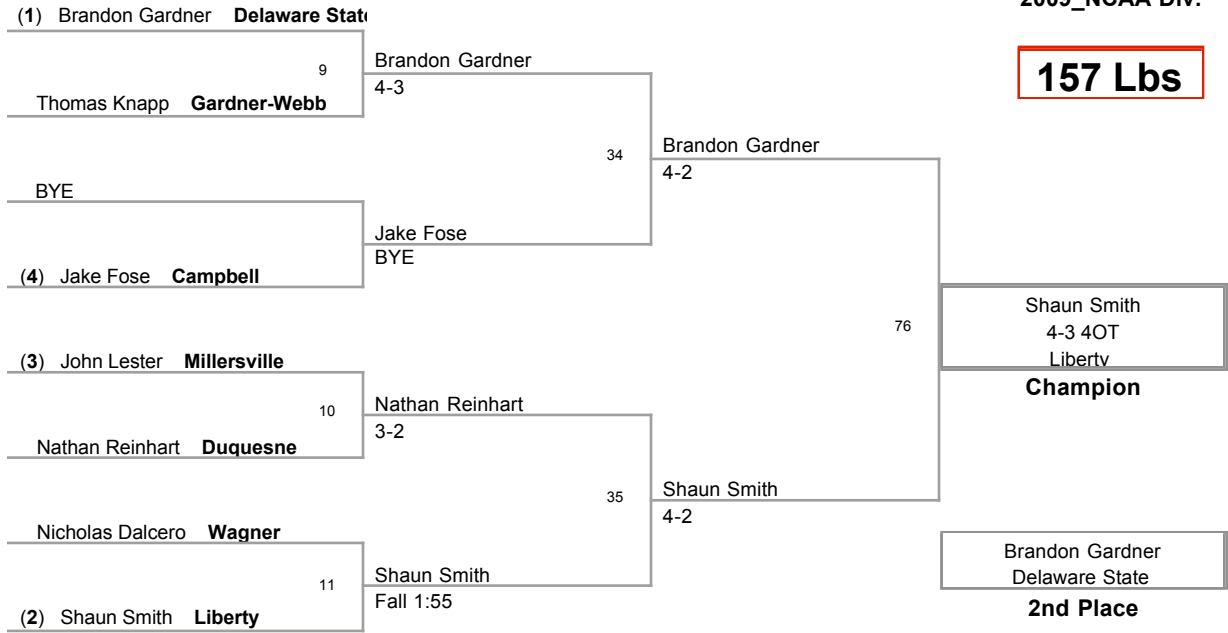 2009_NCAA Div.
157 Lbs
(1) Brandon Gardner Delaware State
9
Brandon Gardner
4-3
Thomas Knapp Gardner-Webb
34
Brandon Gardner
4-2
BYE
Jake Fose
BYE
(4) Jake Fose Campbell
76
Shaun Smith
4-3 4OT
Liberty
Champion
(3) John Lester Millersville
10
Nathan Reinhart
3-2
Nathan Reinhart Duquesne
35
Shaun Smith
4-2
Nicholas Dalcero Wagner
11
Shaun Smith
Fall 1:55
(2) Shaun Smith Liberty
Brandon Gardner
Delaware State
2nd Place